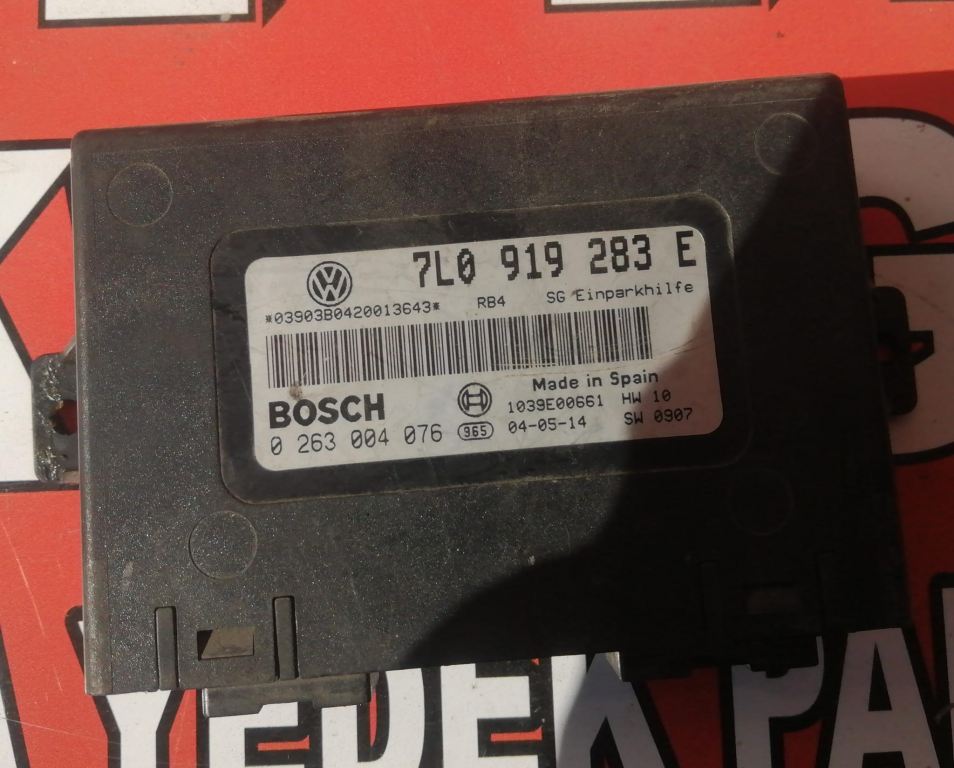 7L0 919 283 E
*03903B0420013643* RB4 SG Einparkhilfe
Made in Spain
BOSCH
1039E00661 HW 10
0 263 004 076 965 04-05-14 SW 0907
YEDEK PA